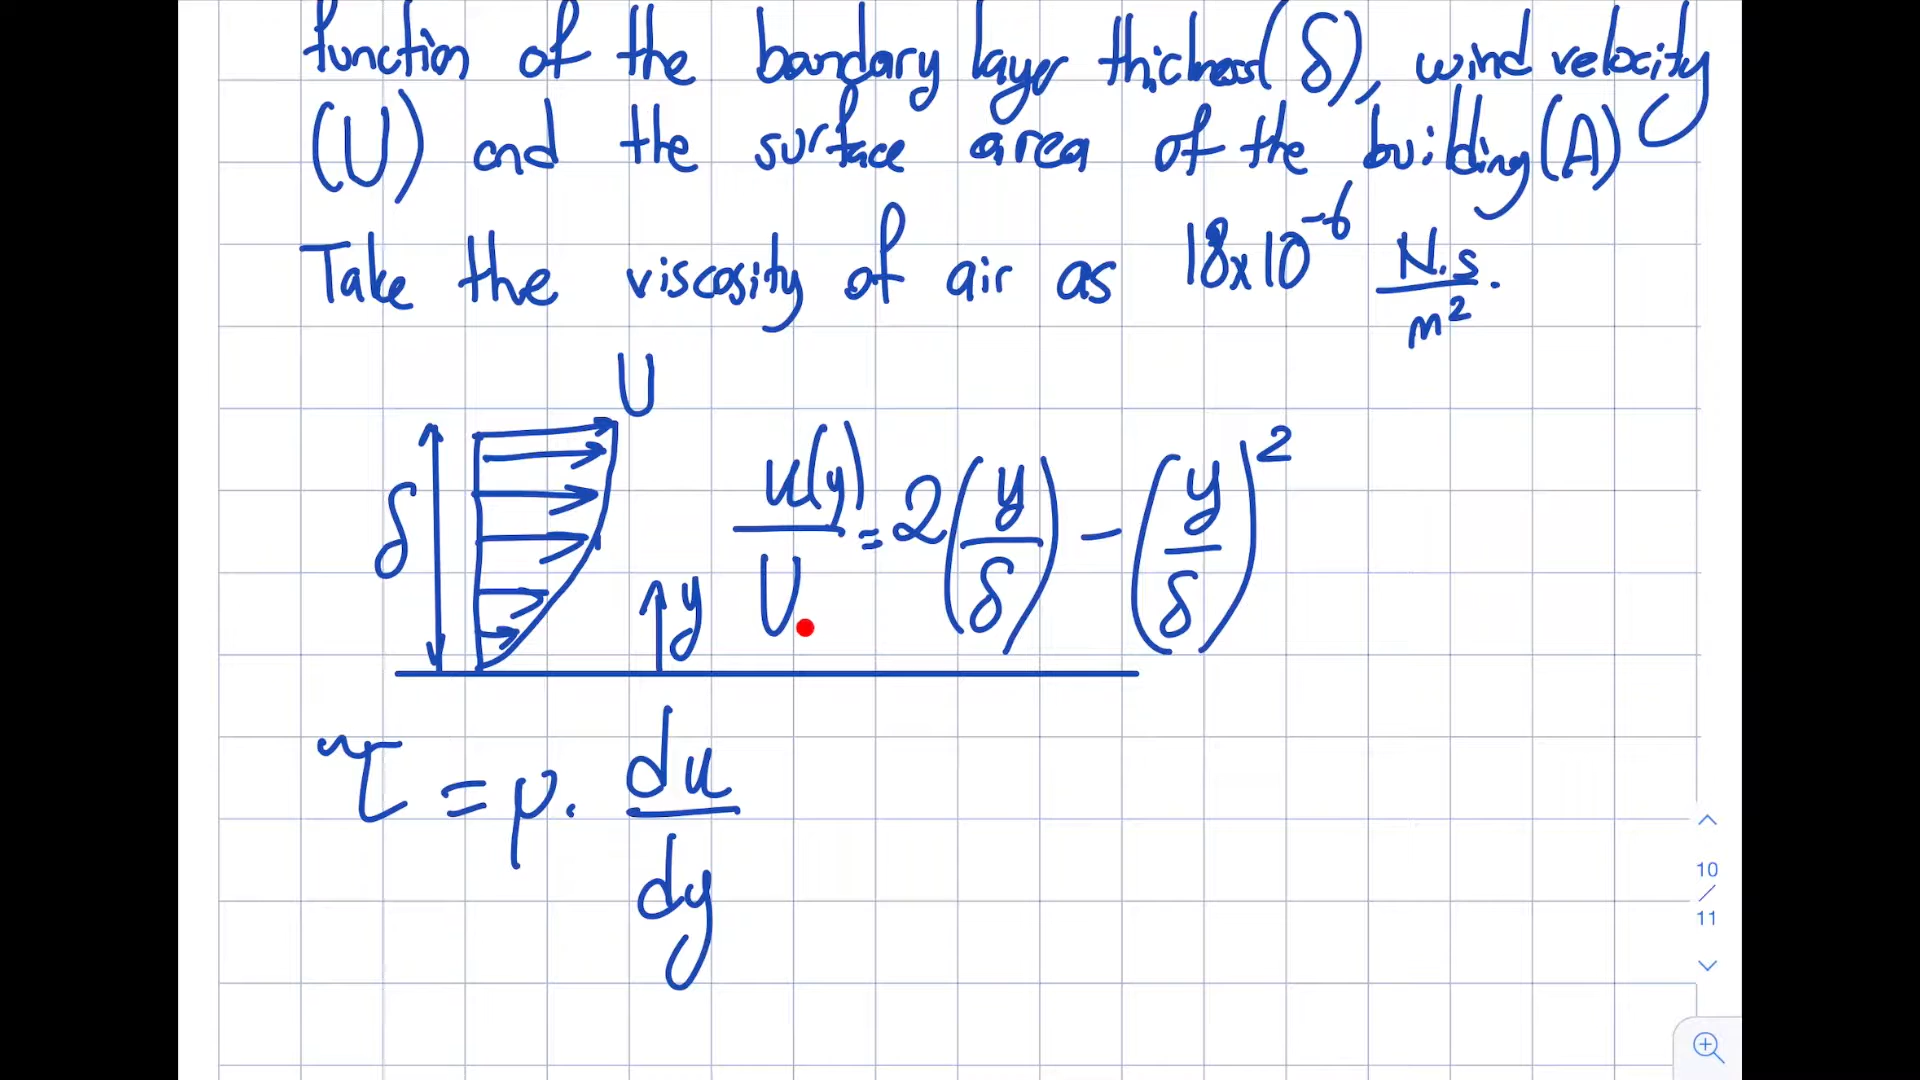 function of the boundary layer thickness (δ), wind velocity
(U) and the surface area of the building (A)
Take the viscosity of air as 18x10^-6 N.s/m^2.
U
δ
u(y)/U = 2(y/δ) - (y/δ)^2
y
τ = μ. du/dy
10
/
11